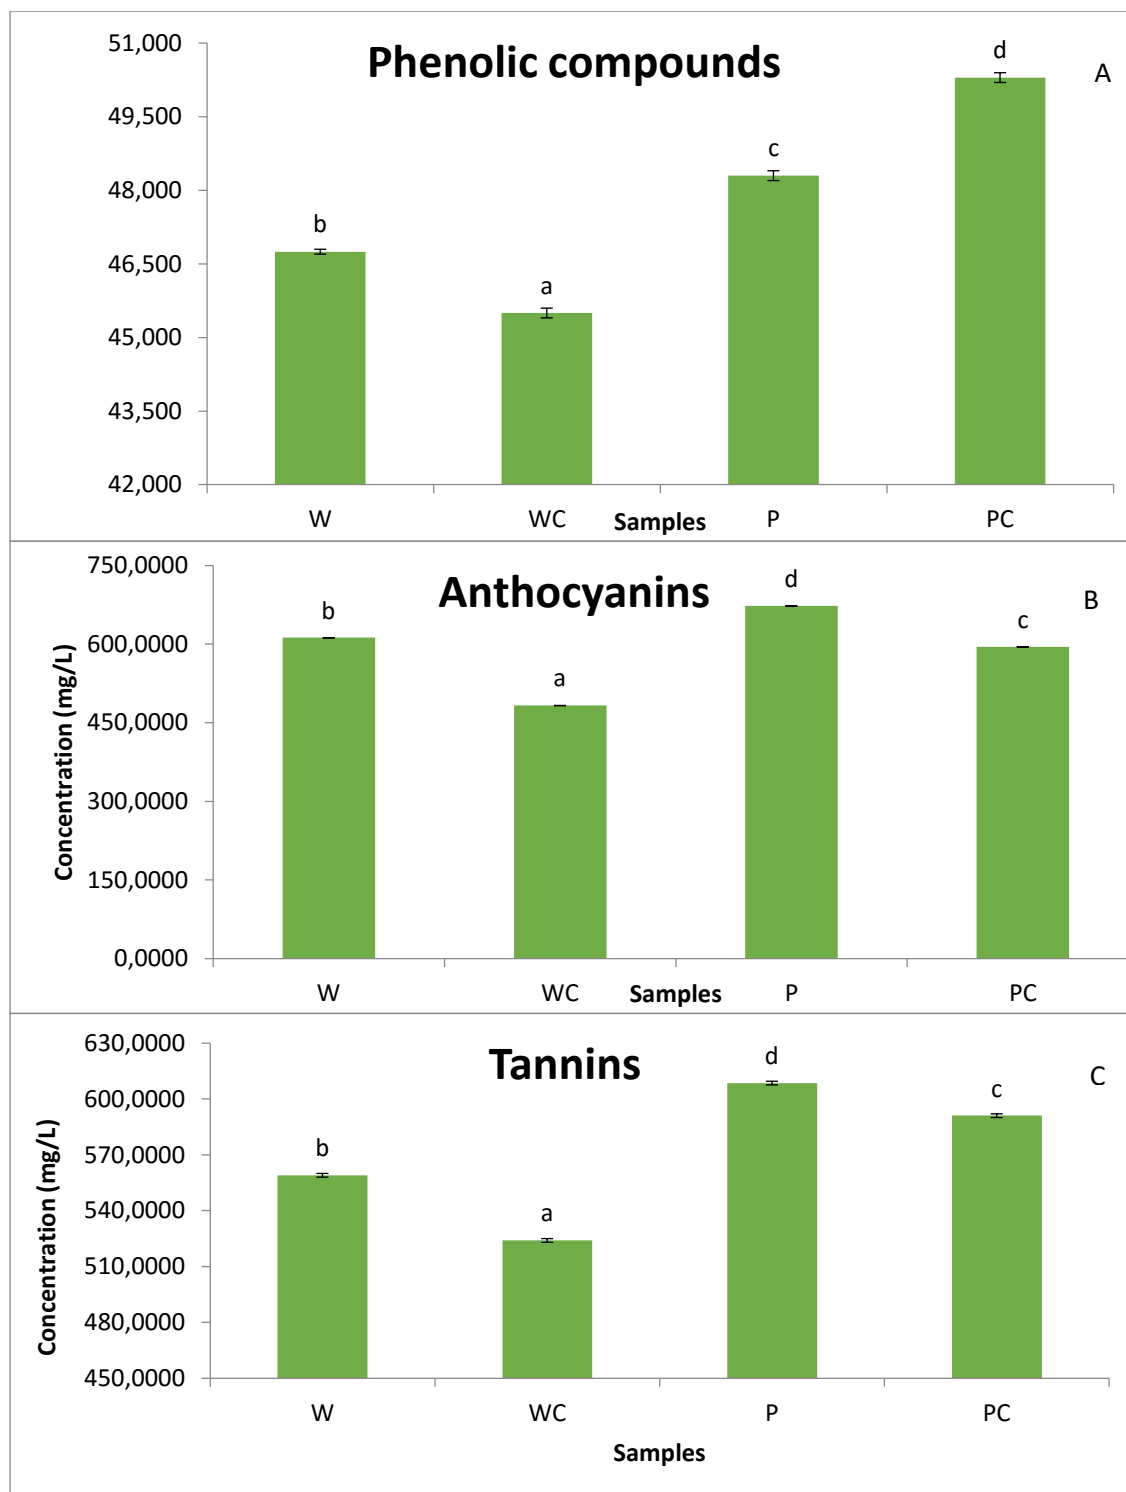 Phenolic compounds
A
51,000
49,500
48,000
46,500
45,000
43,500
42,000
b
a
c
d
W
WC
P
PC
Samples
Anthocyanins
B
Concentration (mg/L)
750,0000
600,0000
450,0000
300,0000
150,0000
0,0000
b
a
d
c
W
WC
P
PC
Samples
Tannins
C
Concentration (mg/L)
630,0000
600,0000
570,0000
540,0000
510,0000
480,0000
450,0000
b
a
d
c
W
WC
P
PC
Samples